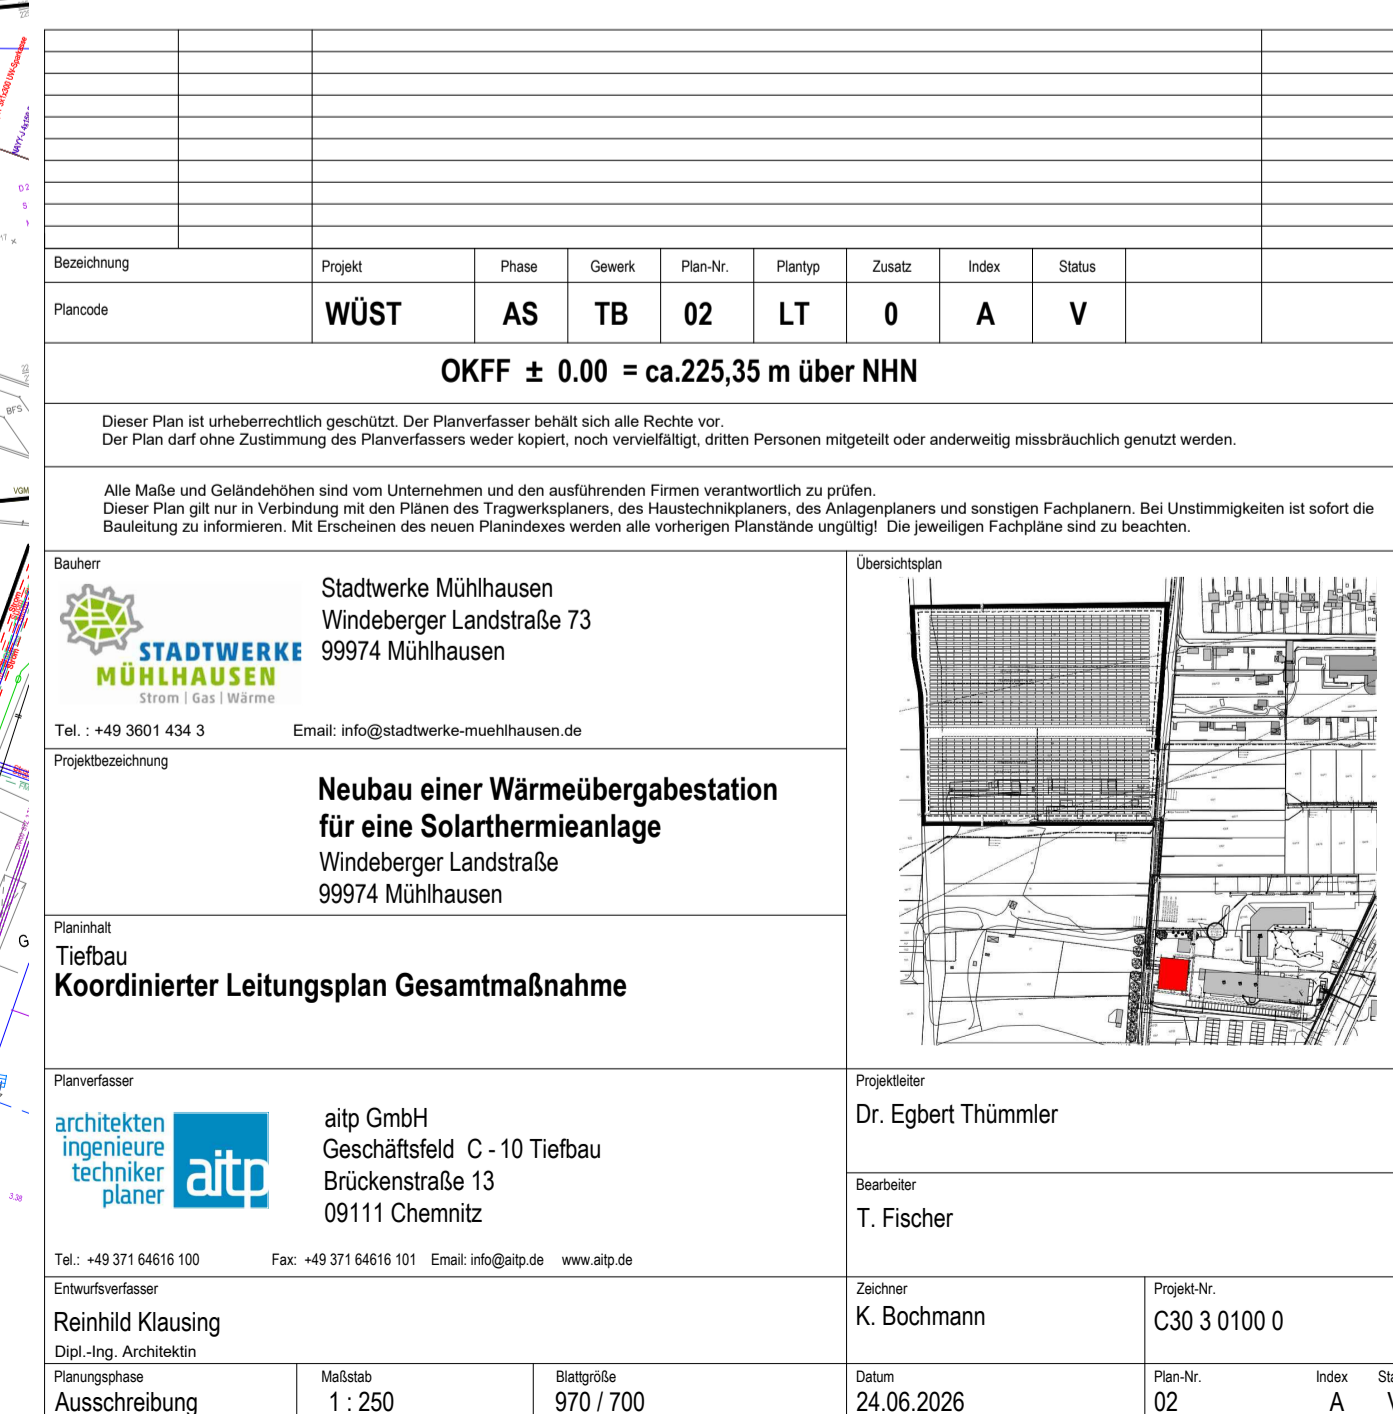 Bezeichnung Projekt Phase Gewerk Plan-Nr. Plantyp Zusatz Index Status
Plancode WÜST AS TB 02 LT 0 A V
OKFF ± 0.00 = ca.225,35 m über NHN
Dieser Plan ist urheberrechtlich geschützt. Der Planverfasser behält sich alle Rechte vor.
Der Plan darf ohne Zustimmung des Planverfassers weder kopiert, noch vervielfältigt, dritten Personen mitgeteilt oder anderweitig missbräuchlich genutzt werden.
Alle Maße und Geländehöhen sind vom Unternehmen und den ausführenden Firmen verantwortlich zu prüfen.
Dieser Plan gilt nur in Verbindung mit den Plänen des Tragwerksplaners, des Haustechnikplaners, des Anlagenplaners und sonstigen Fachplanern. Bei Unstimmigkeiten ist sofort die
Bauleitung zu informieren. Mit Erscheinen des neuen Planindexes werden alle vorherigen Planstände ungültig! Die jeweiligen Fachpläne sind zu beachten.
Bauherr
STADTWERKE
MÜHLHAUSEN
Strom | Gas | Wärme
Stadtwerke Mühlhausen
Windeberger Landstraße 73
99974 Mühlhausen
Tel. : +49 3601 434 3 Email: info@stadtwerke-muehlhausen.de
Übersichtsplan
Projektbezeichnung
Neubau einer Wärmeübergabestation
für eine Solarthermieanlage
Windeberger Landstraße
99974 Mühlhausen
Planinhalt
Tiefbau
Koordinierter Leitungsplan Gesamtmaßnahme
Planverfasser
architekten
ingenieure
techniker
planer
aitp
aitp GmbH
Geschäftsfeld C - 10 Tiefbau
Brückenstraße 13
09111 Chemnitz
Tel.: +49 371 64616 100 Fax: +49 371 64616 101 Email: info@aitp.de www.aitp.de
Projektleiter
Dr. Egbert Thümmler
Bearbeiter
T. Fischer
Entwurfsverfasser
Reinhild Klausing
Dipl.-Ing. Architektin
Zeichner
K. Bochmann
Projekt-Nr.
C30 3 0100 0
Planungsphase
Ausschreibung
Maßstab
1 : 250
Blattgröße
970 / 700
Datum
24.06.2026
Plan-Nr.
02
Index
A
BFS
3.38
G